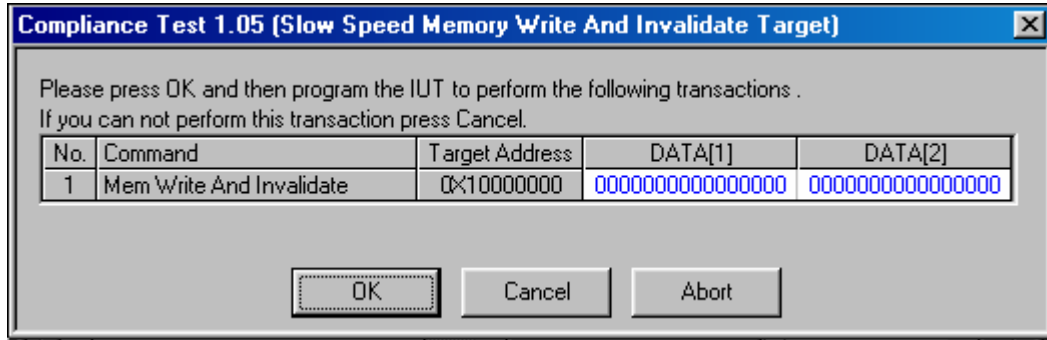 Compliance Test 1.05 (Slow Speed Memory Write And Invalidate Target)
Please press OK and then program the IUT to perform the following transactions .
If you can not perform this transaction press Cancel.
No. Command Target Address DATA[1] DATA[2]
1 Mem Write And Invalidate 0X10000000 0000000000000000 0000000000000000
OK Cancel Abort